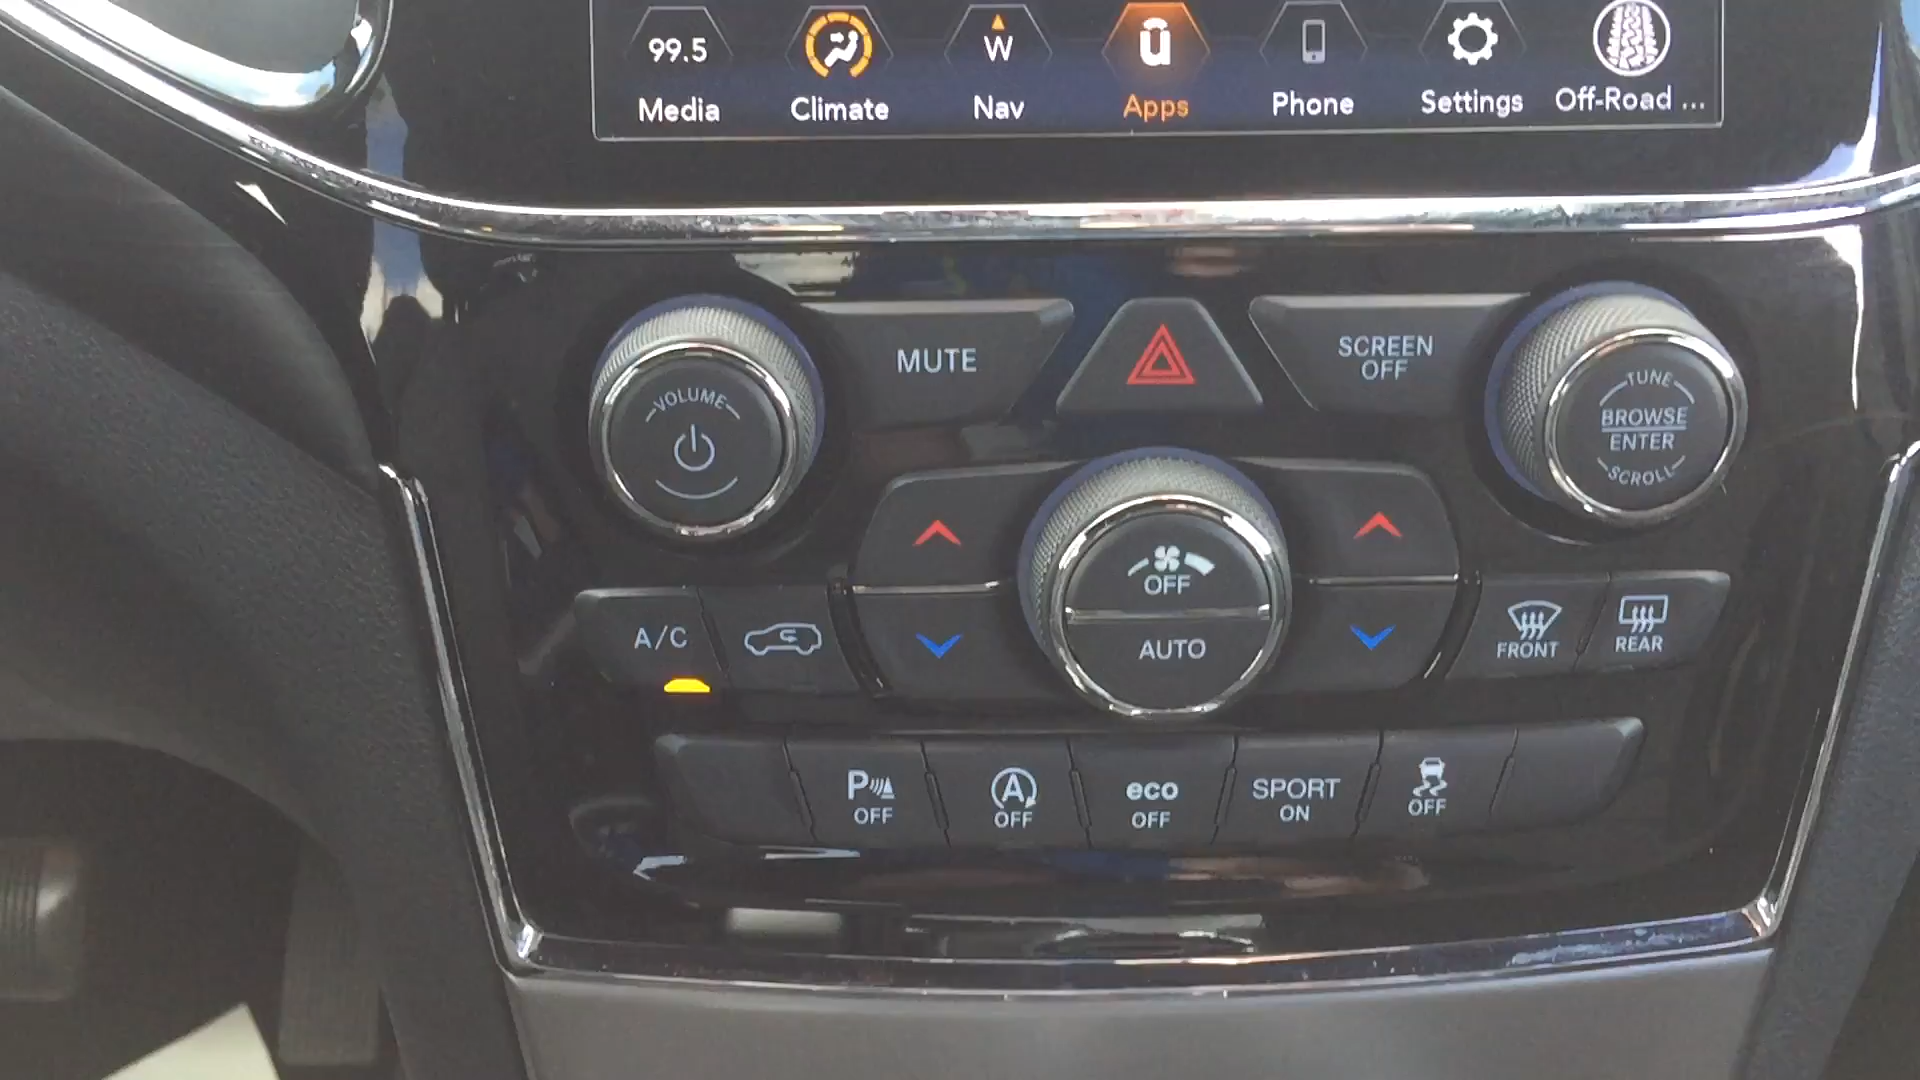 99.5
W
ū
Media
Climate
Nav
Apps
Phone
Settings
Off-Road ...
MUTE
SCREEN
OFF
VOLUME
TUNE
BROWSE
ENTER
SCROLL
OFF
AUTO
A/C
FRONT
REAR
P
OFF
A
OFF
eco
OFF
SPORT
ON
OFF